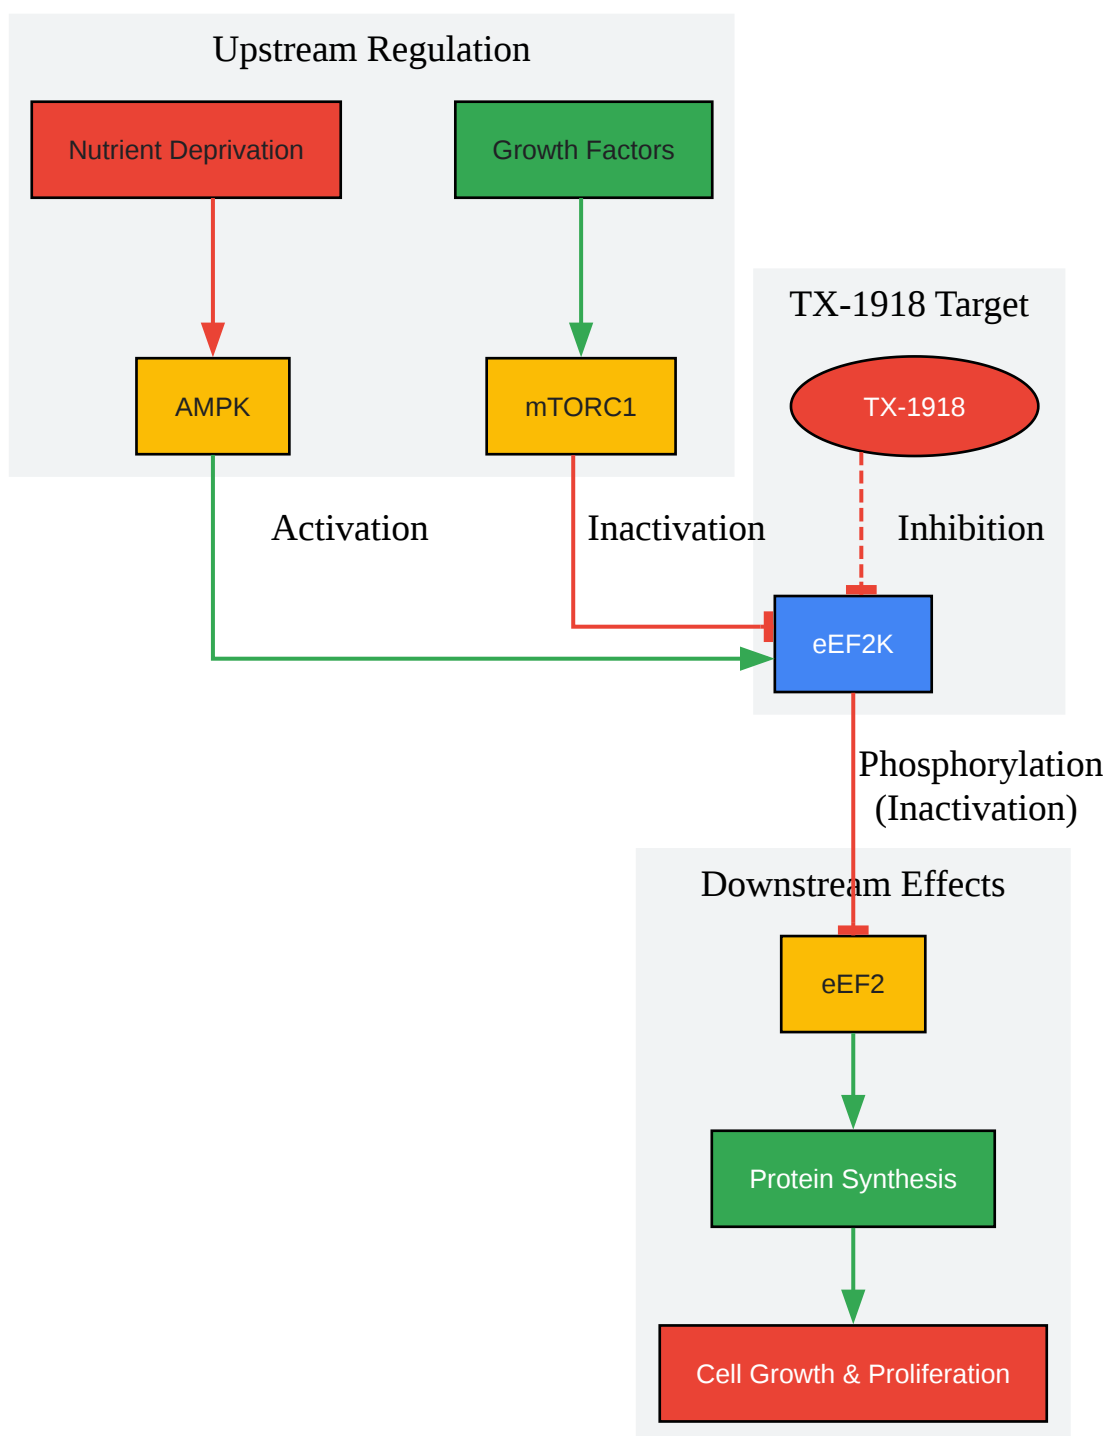 Upstream Regulation
Nutrient Deprivation
Growth Factors
TX-1918 Target
AMPK
mTORC1
TX-1918
Activation
Inactivation
Inhibition
eEF2K
Phosphorylation
(Inactivation)
Downstream Effects
eEF2
Protein Synthesis
Cell Growth & Proliferation